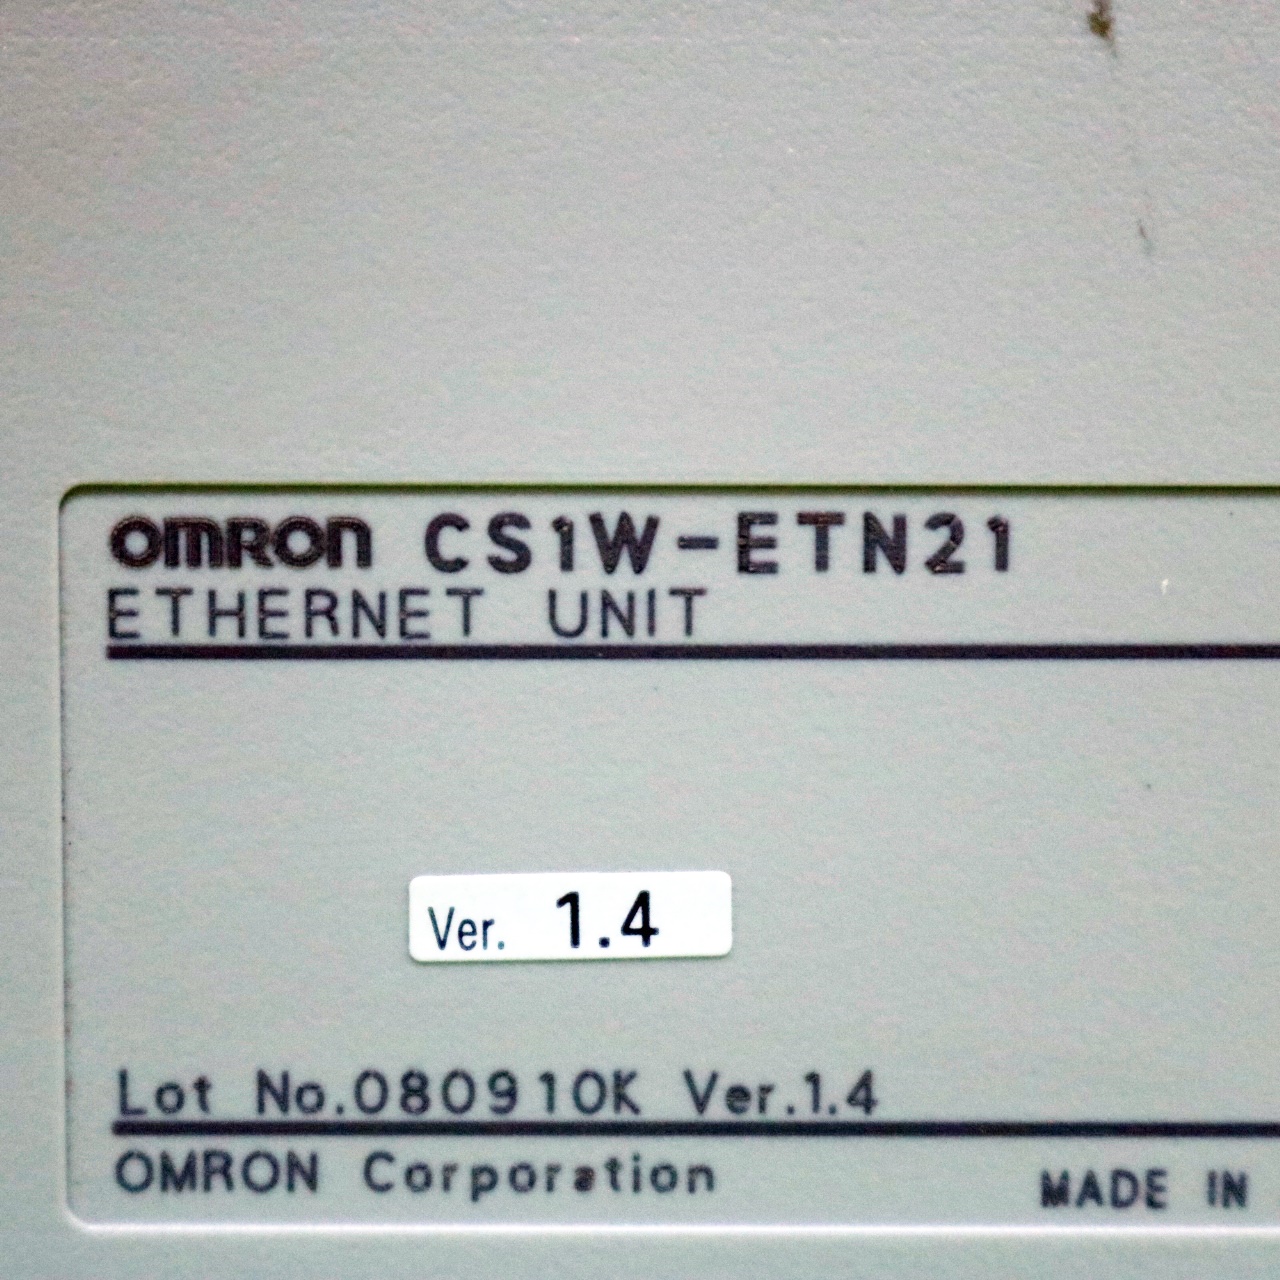 OMRON CS1W-ETN21
ETHERNET UNIT
Ver. 1.4
Lot No.080910K Ver.1.4
OMRON Corporation
MADE IN